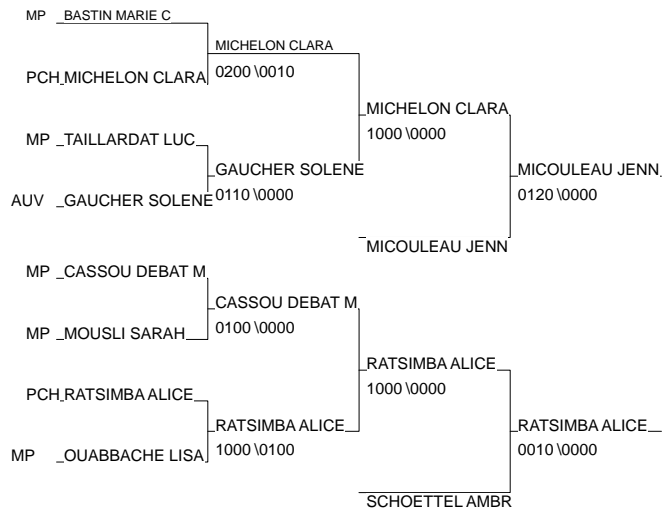 MP BASTIN MARIE C
MICHELON CLARA
0200 \0010
PCH MICHELON CLARA
MICHELON CLARA
1000 \0000
MP TAILLARDAT LUC
GAUCHER SOLENE
0110 \0000
AUV GAUCHER SOLENE
MICOULEAU JENN
0120 \0000
MICOULEAU JENN
MP CASSOU DEBAT M
CASSOU DEBAT M
0100 \0000
MP MOUSLI SARAH
RATSIMBA ALICE
1000 \0000
PCH RATSIMBA ALICE
RATSIMBA ALICE
1000 \0100
MP OUABBACHE LISA
RATSIMBA ALICE
0010 \0000
SCHOETTEL AMBR